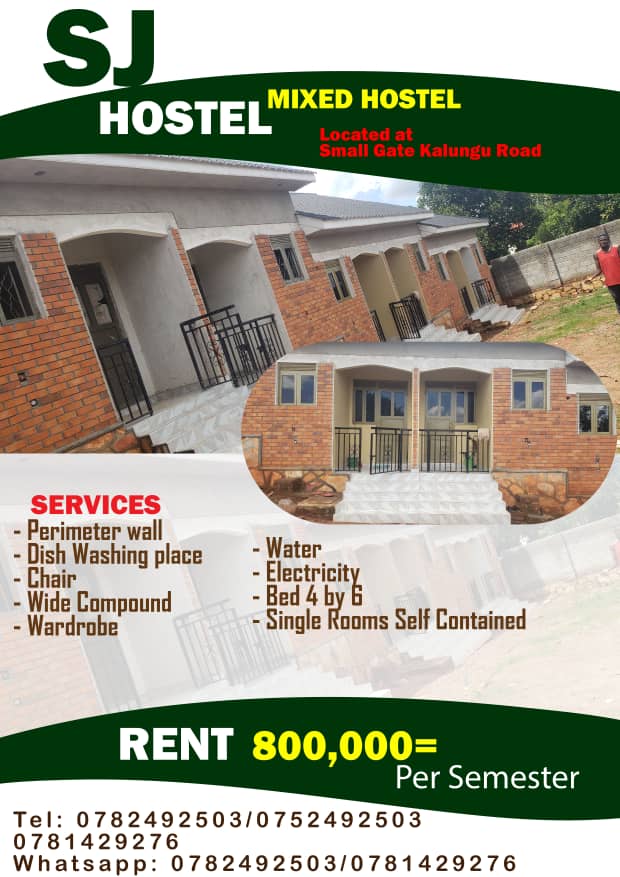 SJ
HOSTEL
MIXED HOSTEL
Located at
Small Gate Kalungu Road
SERVICES
- Perimeter wall
- Dish Washing place
- Chair
- Wide Compound
- Wardrobe
- Water
- Electricity
- Bed 4 by 6
- Single Rooms Self Contained
RENT 800,000=
Per Semester
Tel: 0782492503/0752492503
0781429276
Whatsapp: 0782492503/0781429276